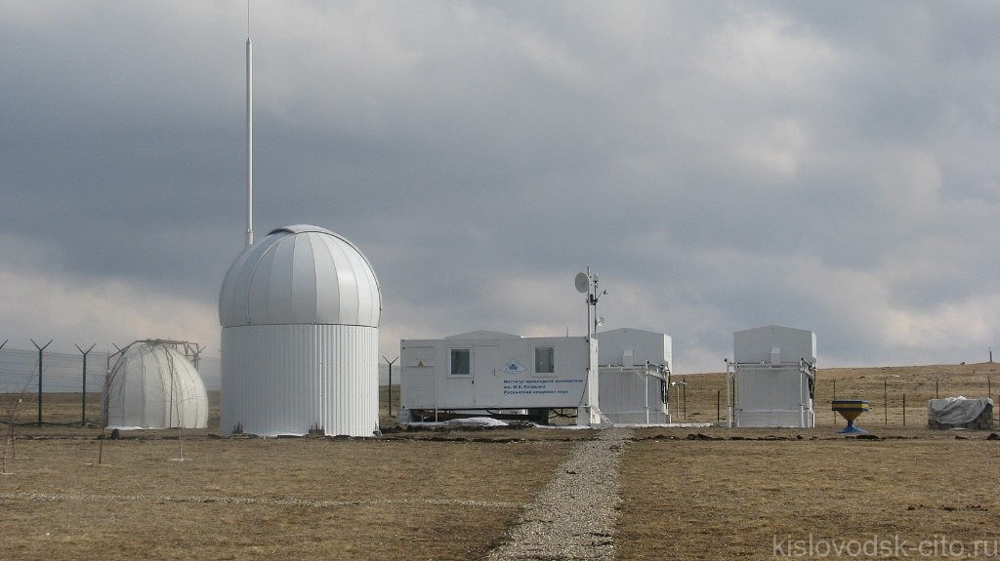 Институт прикладной математики
им. М.В. Келдыша
Российской академии наук
kislovodsk-cito.ru